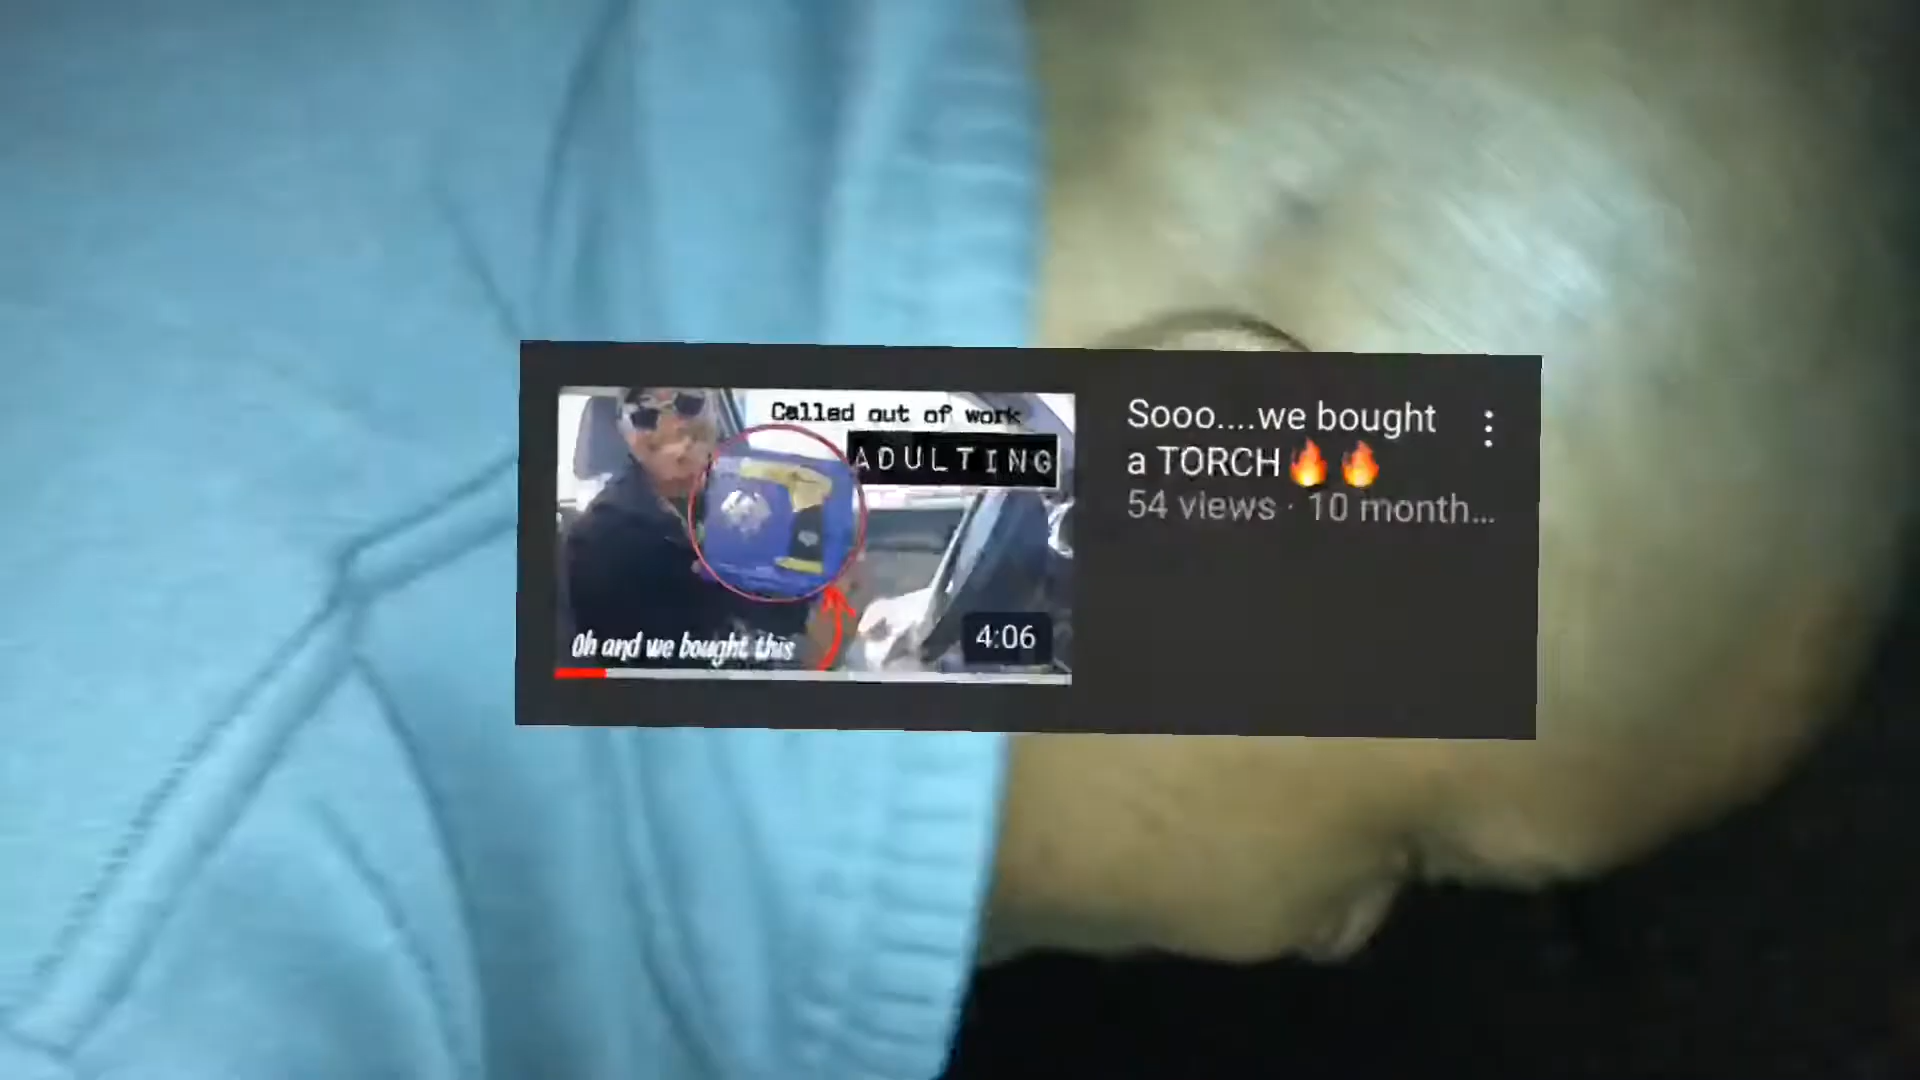 Called out of work
ADULTING
Oh and we bought this
4:06
Sooo....we bought
a TORCH🔥🔥
54 views · 10 month...